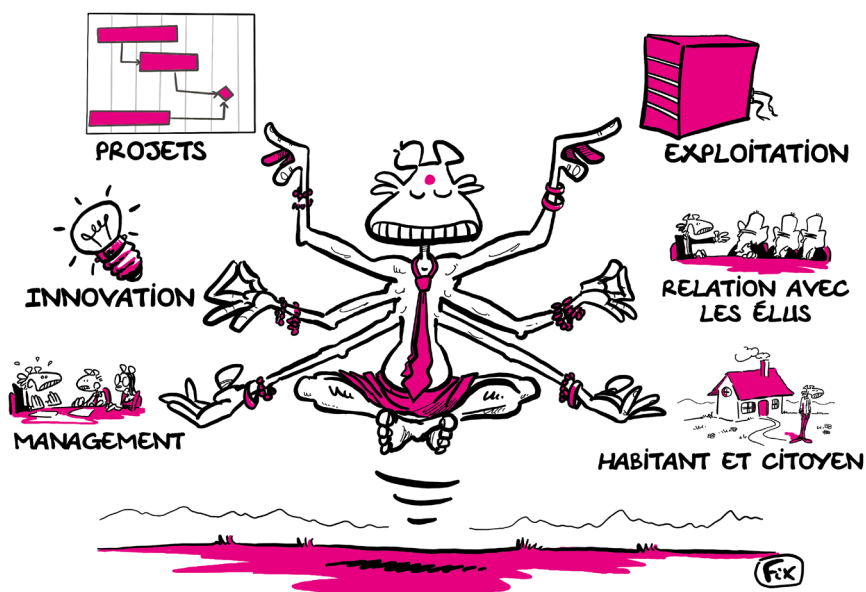 PROJETS
EXPLOITATION
INNOVATION
RELATION AVEC
LES ÉLUS
MANAGEMENT
HABITANT ET CITOYEN
FIX